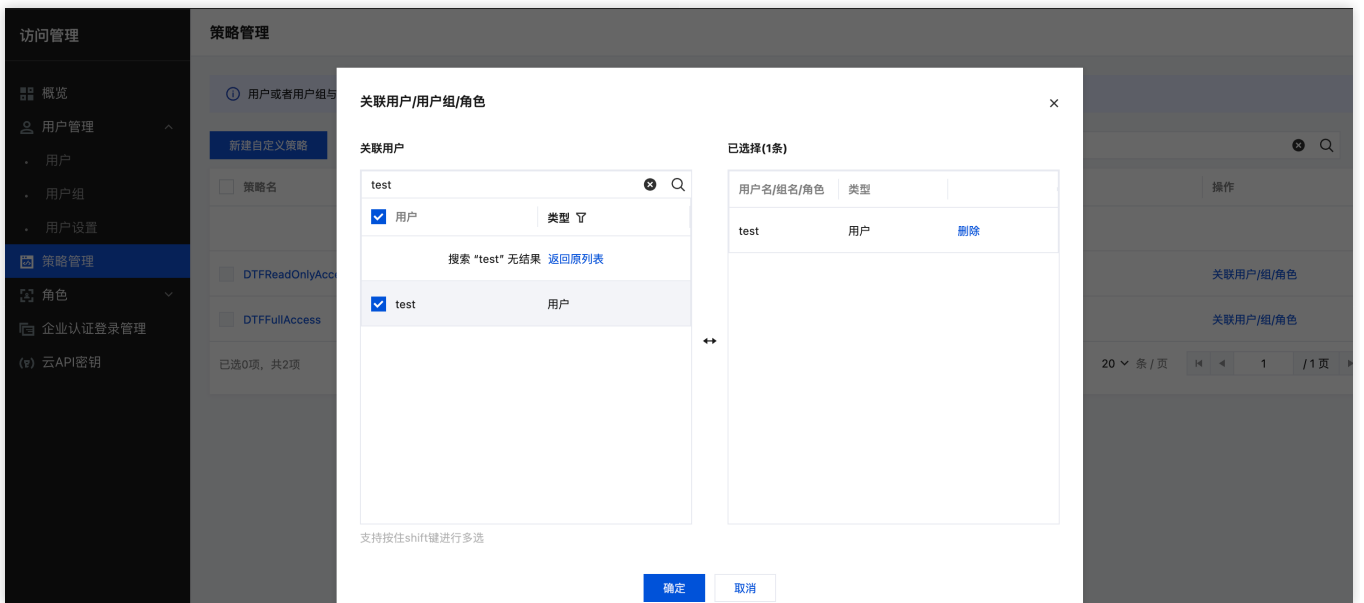 访问管理
概览
用户管理
用户
用户组
用户设置
策略管理
角色
企业认证登录管理
云API密钥
策略管理
用户或者用户组与
新建自定义策略
策略名
操作
DTFReadOnlyAcce
关联用户/组/角色
DTFFullAccess
关联用户/组/角色
已选0项，共2项
20 条 / 页 1 / 1 页
关联用户/用户组/角色
关联用户
test
用户 类型
搜索 “test” 无结果 返回原列表
test 用户
支持按住shift键进行多选
已选择(1条)
用户名/组名/角色 类型
test 用户 删除
确定 取消